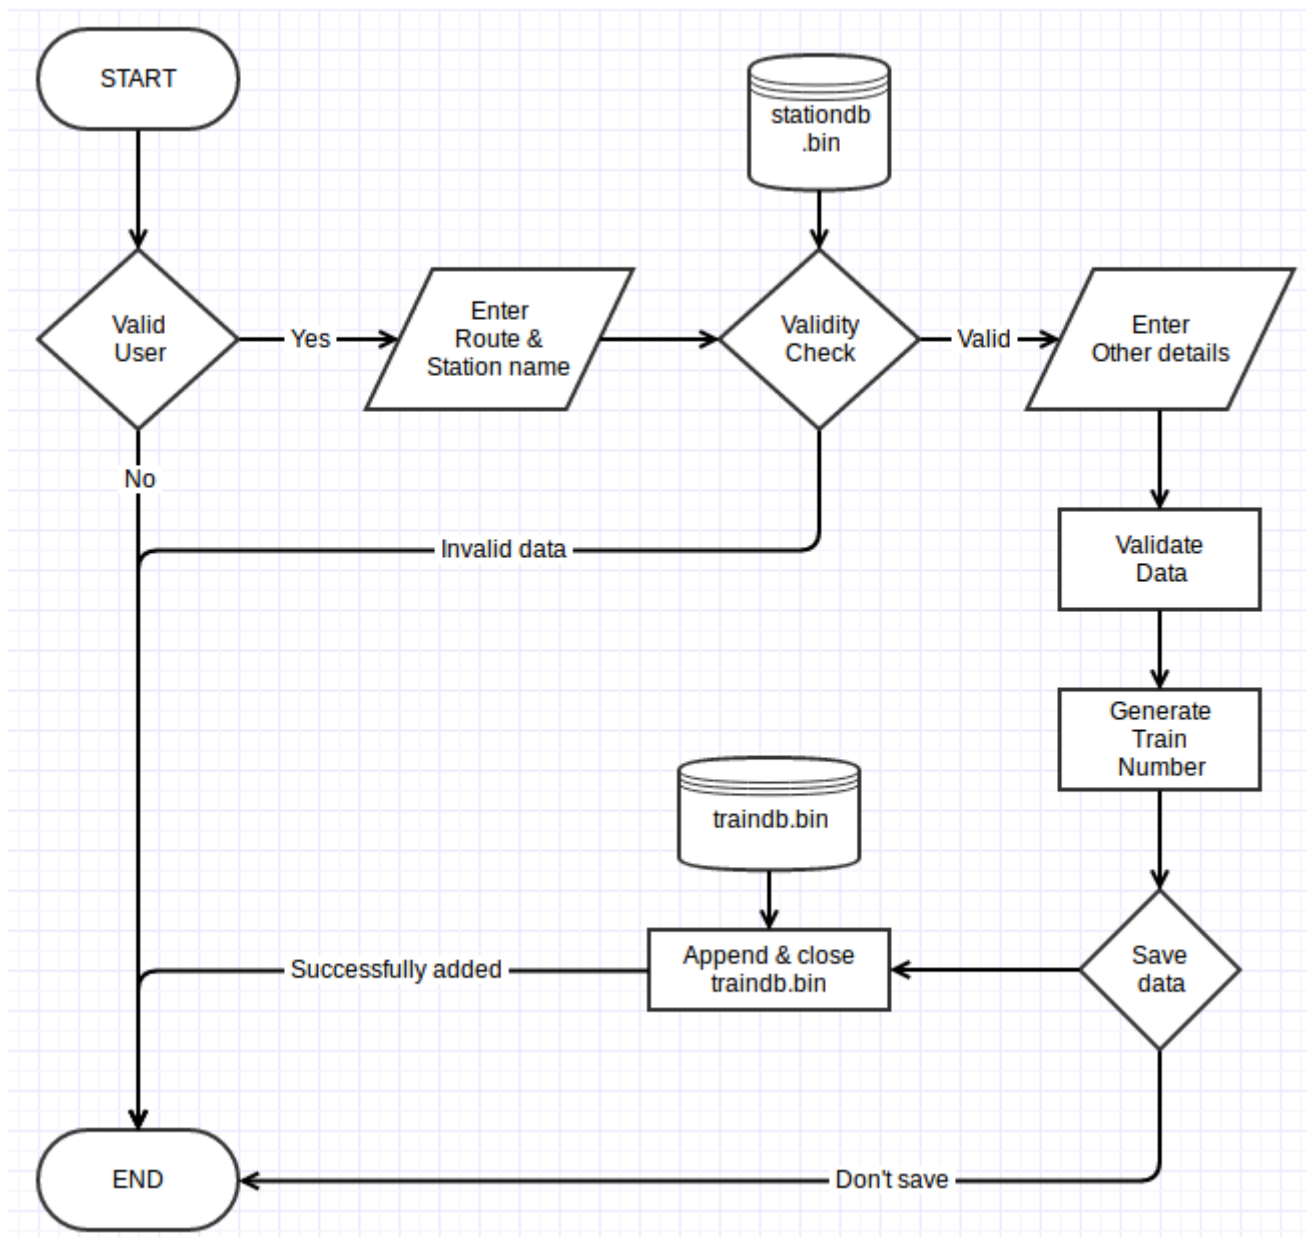 START
stationdb
.bin
Valid
User
Yes
Enter
Route &
Station name
Validity
Check
Valid
Enter
Other details
No
Invalid data
Validate
Data
Generate
Train
Number
traindb.bin
Successfully added
Append & close
traindb.bin
Save
data
END
Don't save